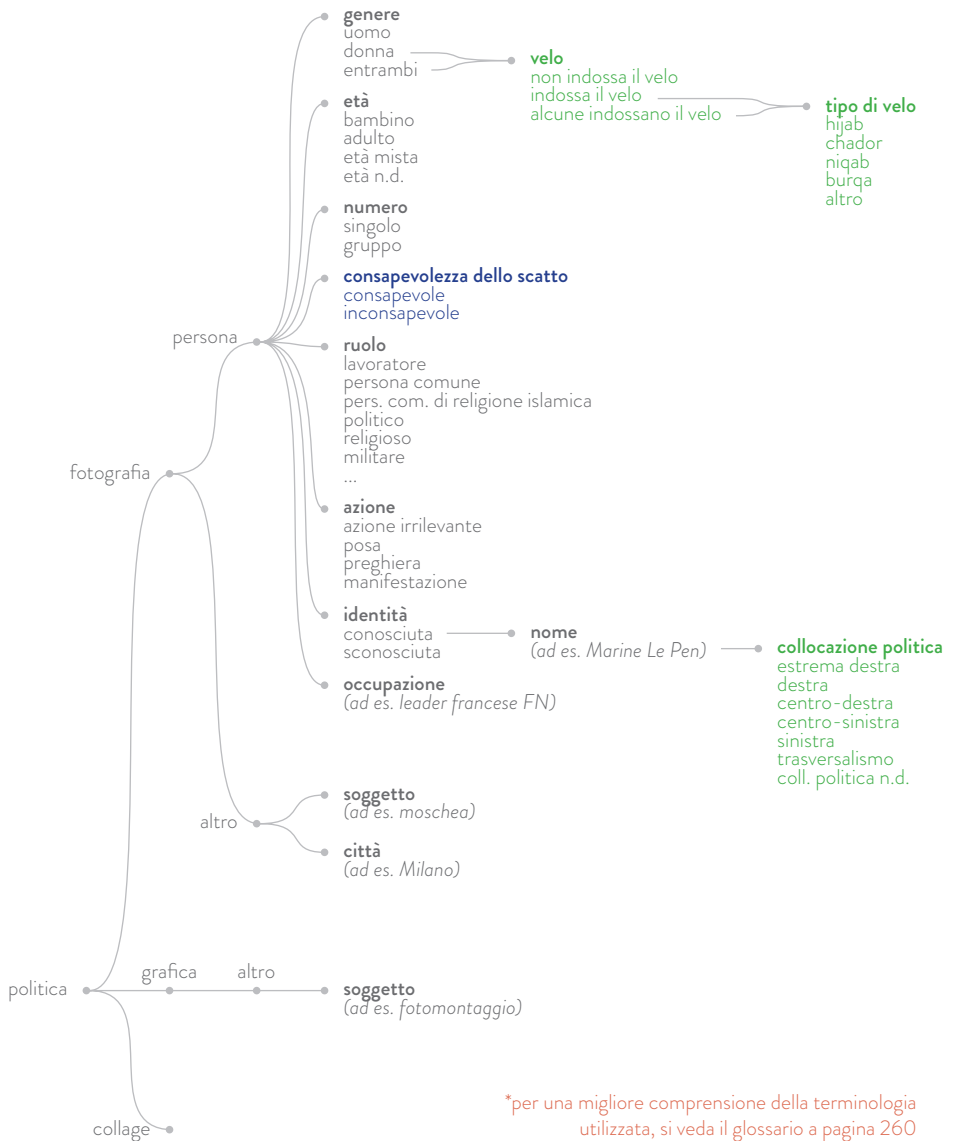 genere
uomo
donna
entrambi
velo
non indossa il velo
indossa il velo
alcune indossano il velo
tipo di velo
hijab
chador
niqab
burqa
altro
età
bambino
adulto
età mista
età n.d.
numero
singolo
gruppo
consapevolezza dello scatto
consapevole
inconsapevole
persona
ruolo
lavoratore
persona comune
pers. com. di religione islamica
politico
religioso
militare
...
fotografia
azione
azione irrilevante
posa
preghiera
manifestazione
identità
conosciuta
sconosciuta
nome
(ad es. Marine Le Pen)
collocazione politica
estrema destra
destra
centro-destra
centro-sinistra
sinistra
trasversalismo
coll. politica n.d.
occupazione
(ad es. leader francese FN)
altro
soggetto
(ad es. moschea)
città
(ad es. Milano)
politica
grafica
altro
soggetto
(ad es. fotomontaggio)
collage
*per una migliore comprensione della terminologia
utilizzata, si veda il glossario a pagina 260